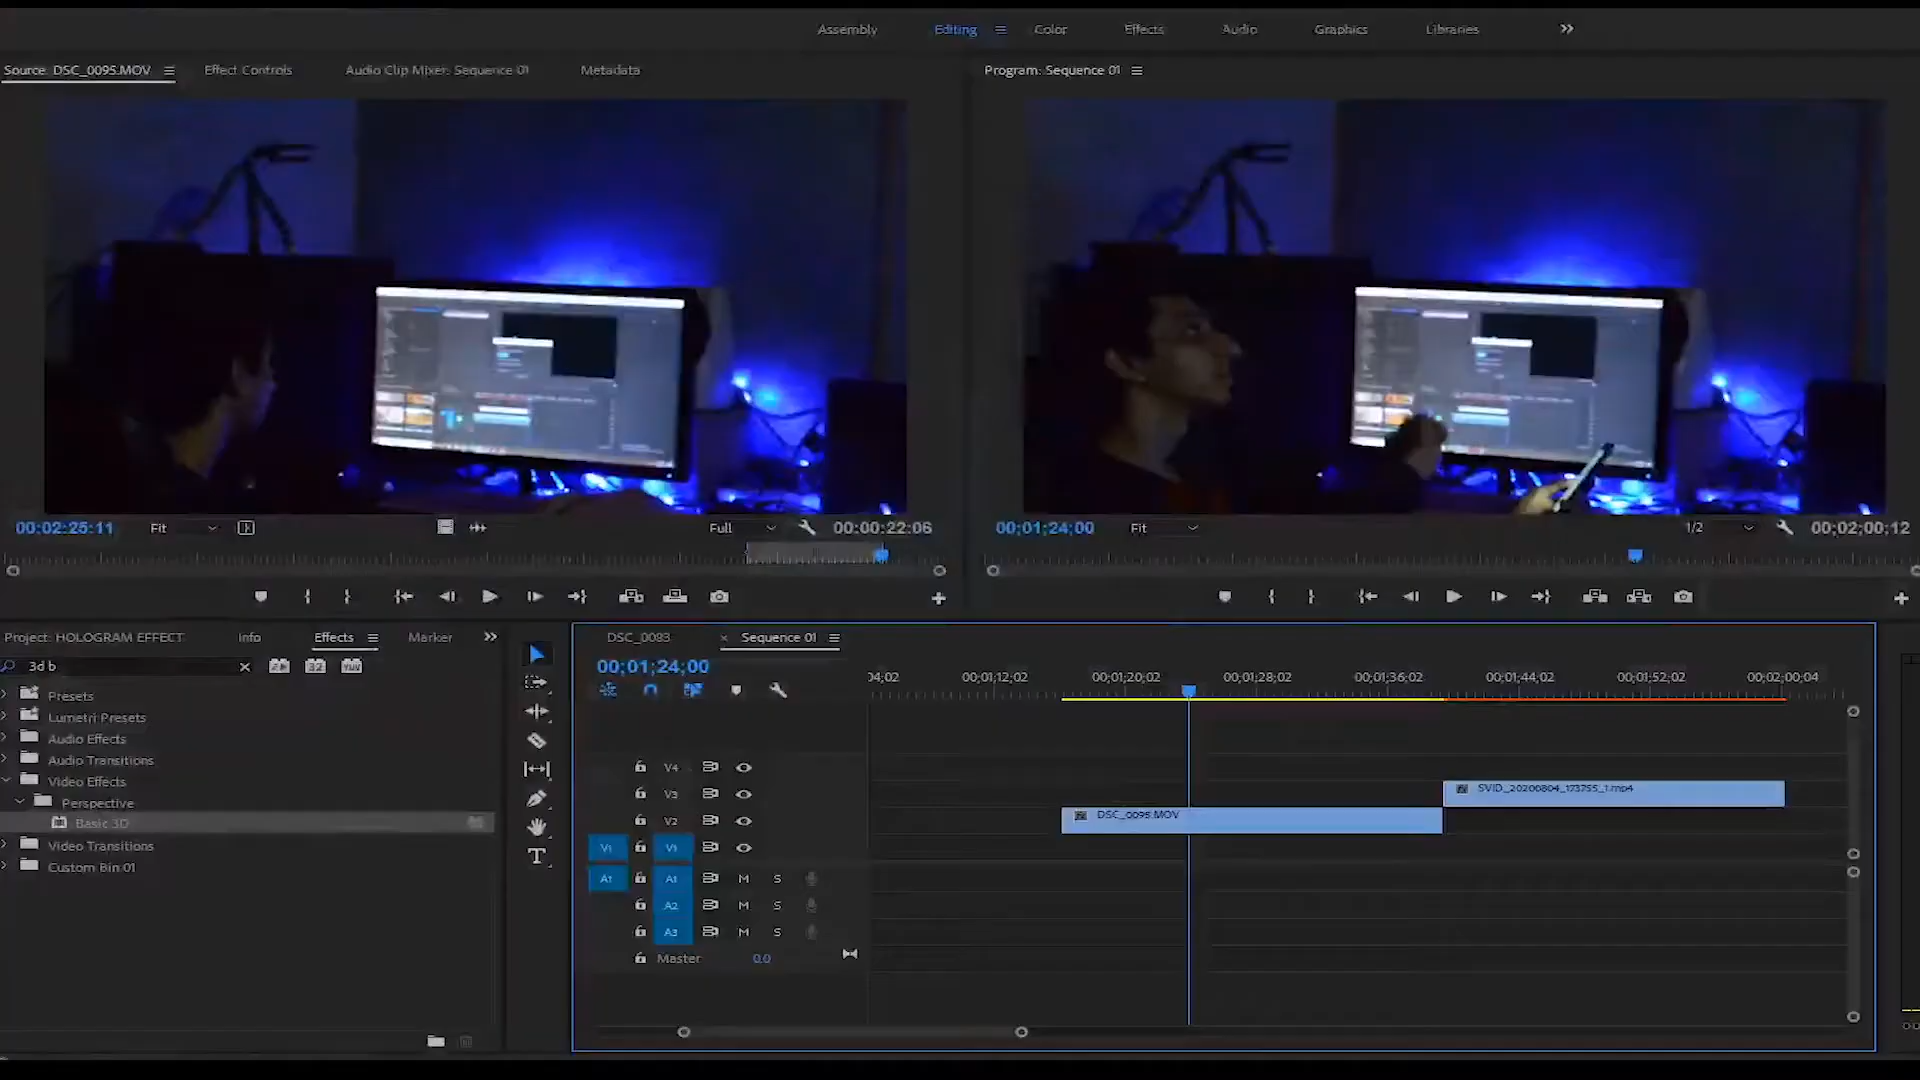 Assembly Editing Color Effects Audio Graphics Libraries
Source: DSC_0095.MOV Effect Controls Audio Clip Mixer: Sequence 01 Metadata
Program: Sequence 01
00;02;25;11 Fit Full 00;00;22;06
00;01;24;00 Fit 1/2 00;02;00;12
Project: HOLOGRAM EFFECT Info Effects Marker
3d b
Presets
Lumetri Presets
Audio Effects
Audio Transitions
Video Effects
Perspective
Basic 3D
Video Transitions
Custom Bin 01
DSC_0083 × Sequence 01
00;01;24;00
04;02 00;01;12;02 00;01;20;02 00;01;28;02 00;01;36;02 00;01;44;02 00;01;52;02 00;02;00;04
V4
V3 SVID_20200804_173755_1.mp4
V2 DSC_0095.MOV
V1 V1
A1 A1 M S
A2 M S
A3 M S
Master 0.0